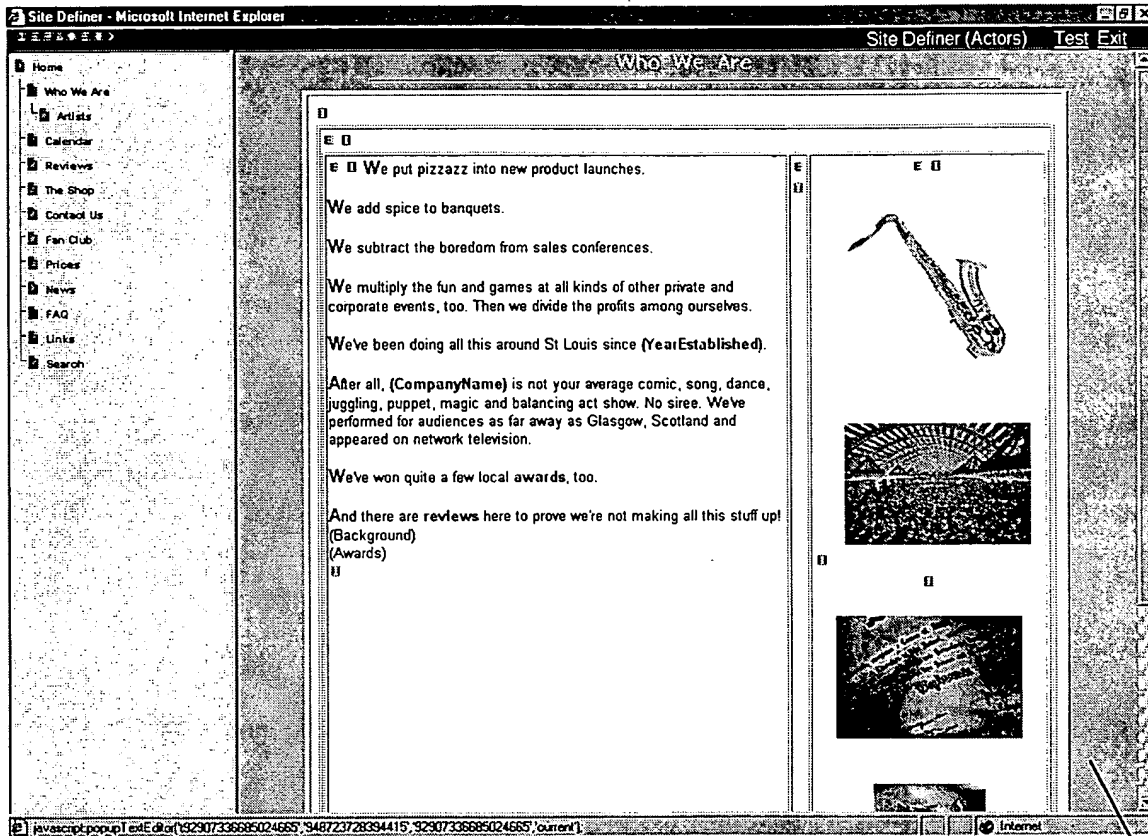 Site Definer - Microsoft Internet Explorer
Site Definer (Actors) Test Exit
Home
Who We Are
Artists
Calendar
Reviews
The Shop
Contact Us
Fan Club
Prices
News
FAQ
Links
Search
Who We Are
I
E I
E I We put pizzazz into new product launches.
We add spice to banquets.
We subtract the boredom from sales conferences.
We multiply the fun and games at all kinds of other private and
corporate events, too. Then we divide the profits among ourselves.
We've been doing all this around St Louis since (YearEstablished).
After all, (CompanyName) is not your average comic, song, dance,
juggling, puppet, magic and balancing act show. No siree. We've
performed for audiences as far away as Glasgow, Scotland and
appeared on network television.
We've won quite a few local awards, too.
And there are reviews here to prove we're not making all this stuff up!
(Background)
(Awards)
I
E
I
E I
I
I
javascript:popupTextEditor('t929073366850246665','948723728394415','929073366850246665','current');
Internet